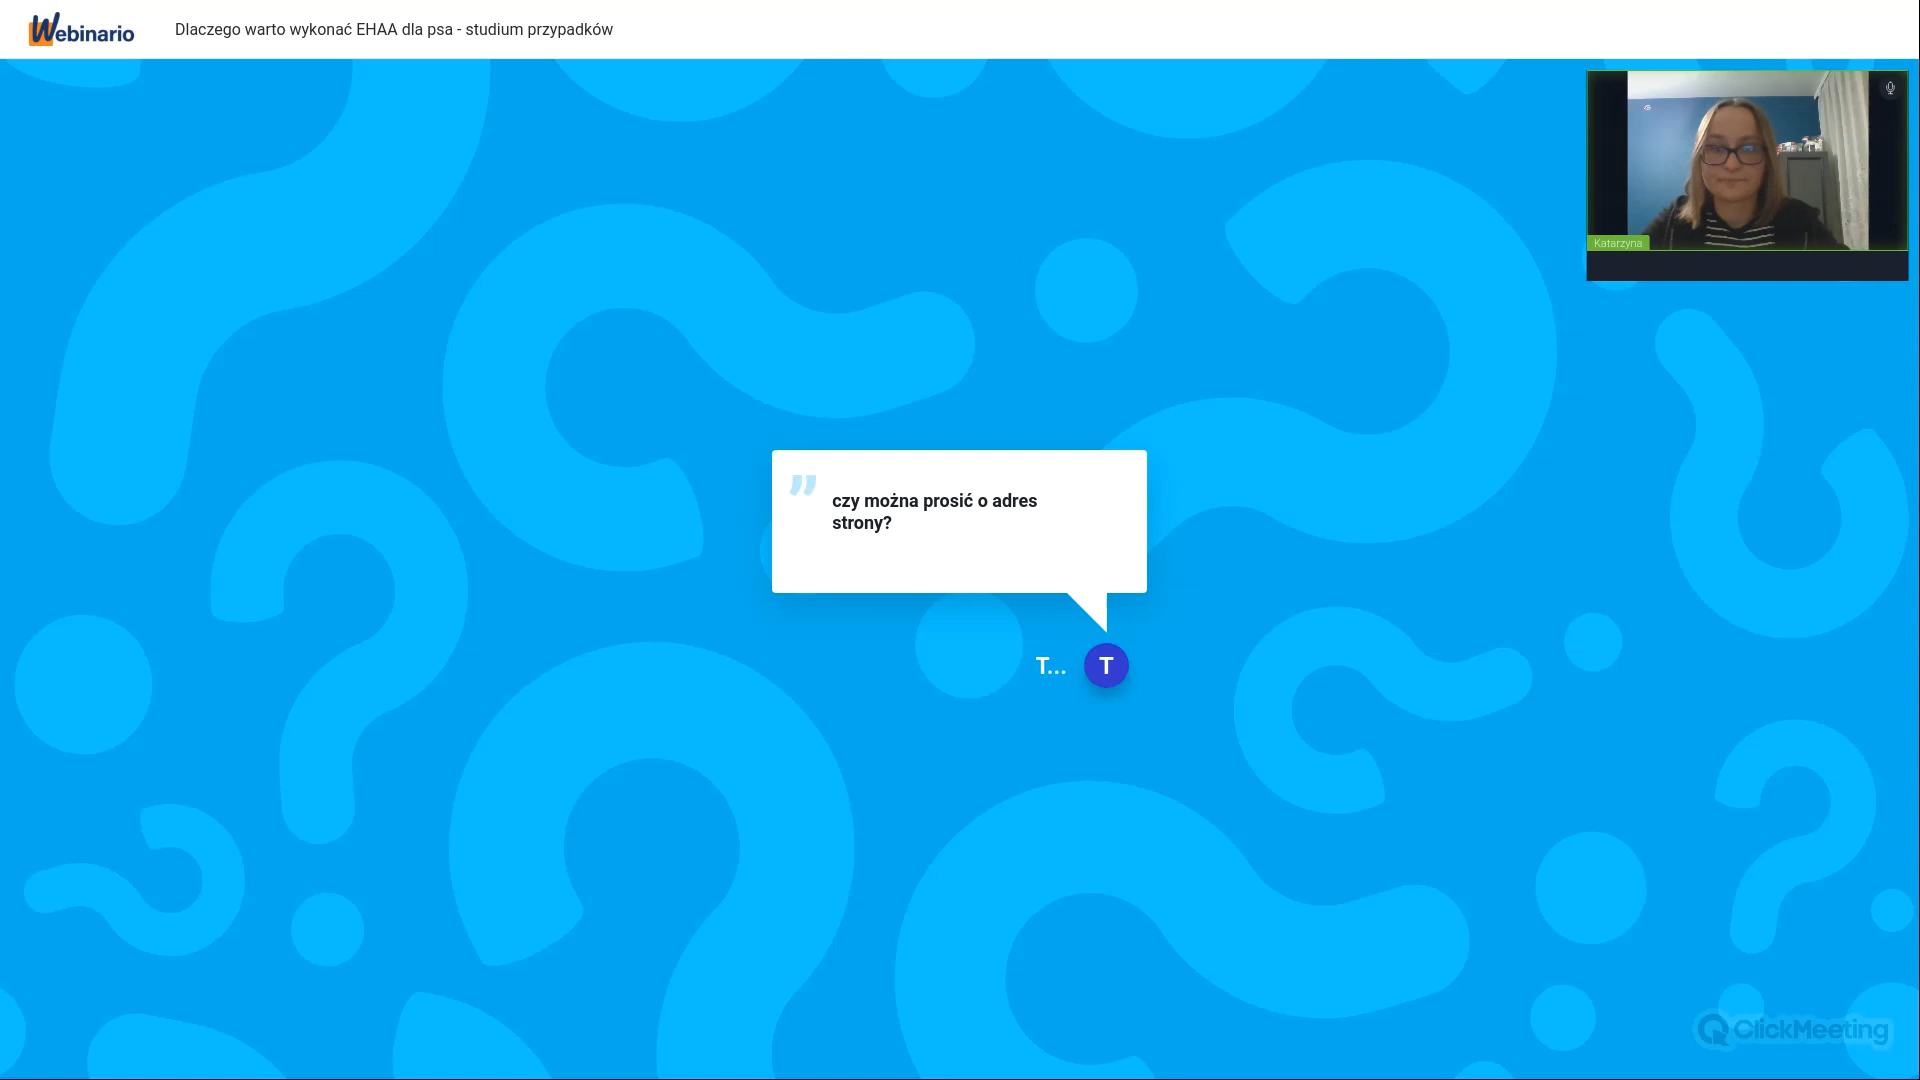 Webinario
Dlaczego warto wykonać EHAA dla psa - studium przypadków
Katarzyna
”
czy można prosić o adres
strony?
T...
T
ClickMeeting